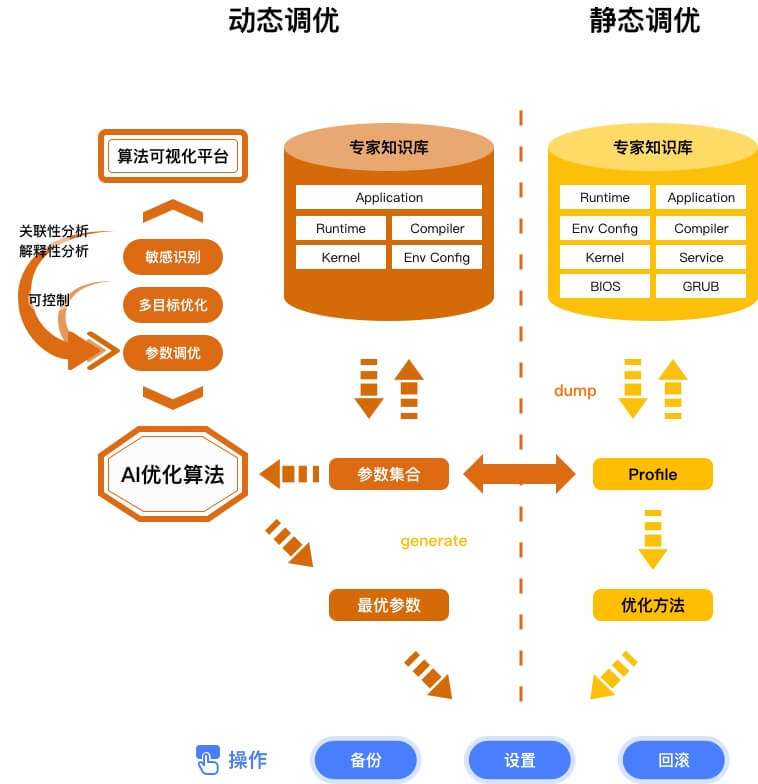 动态调优
静态调优
算法可视化平台
关联性分析
解释性分析
可控制
敏感识别
多目标优化
参数调优
AI优化算法
专家知识库
Application
Runtime
Compiler
Kernel
Env Config
参数集合
generate
最优参数
专家知识库
Runtime
Application
Env Config
Compiler
Kernel
Service
BIOS
GRUB
dump
Profile
优化方法
操作
备份
设置
回滚